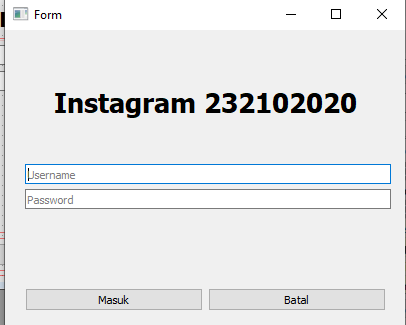 Form
Instagram 232102020
Username
Password
Masuk Batal